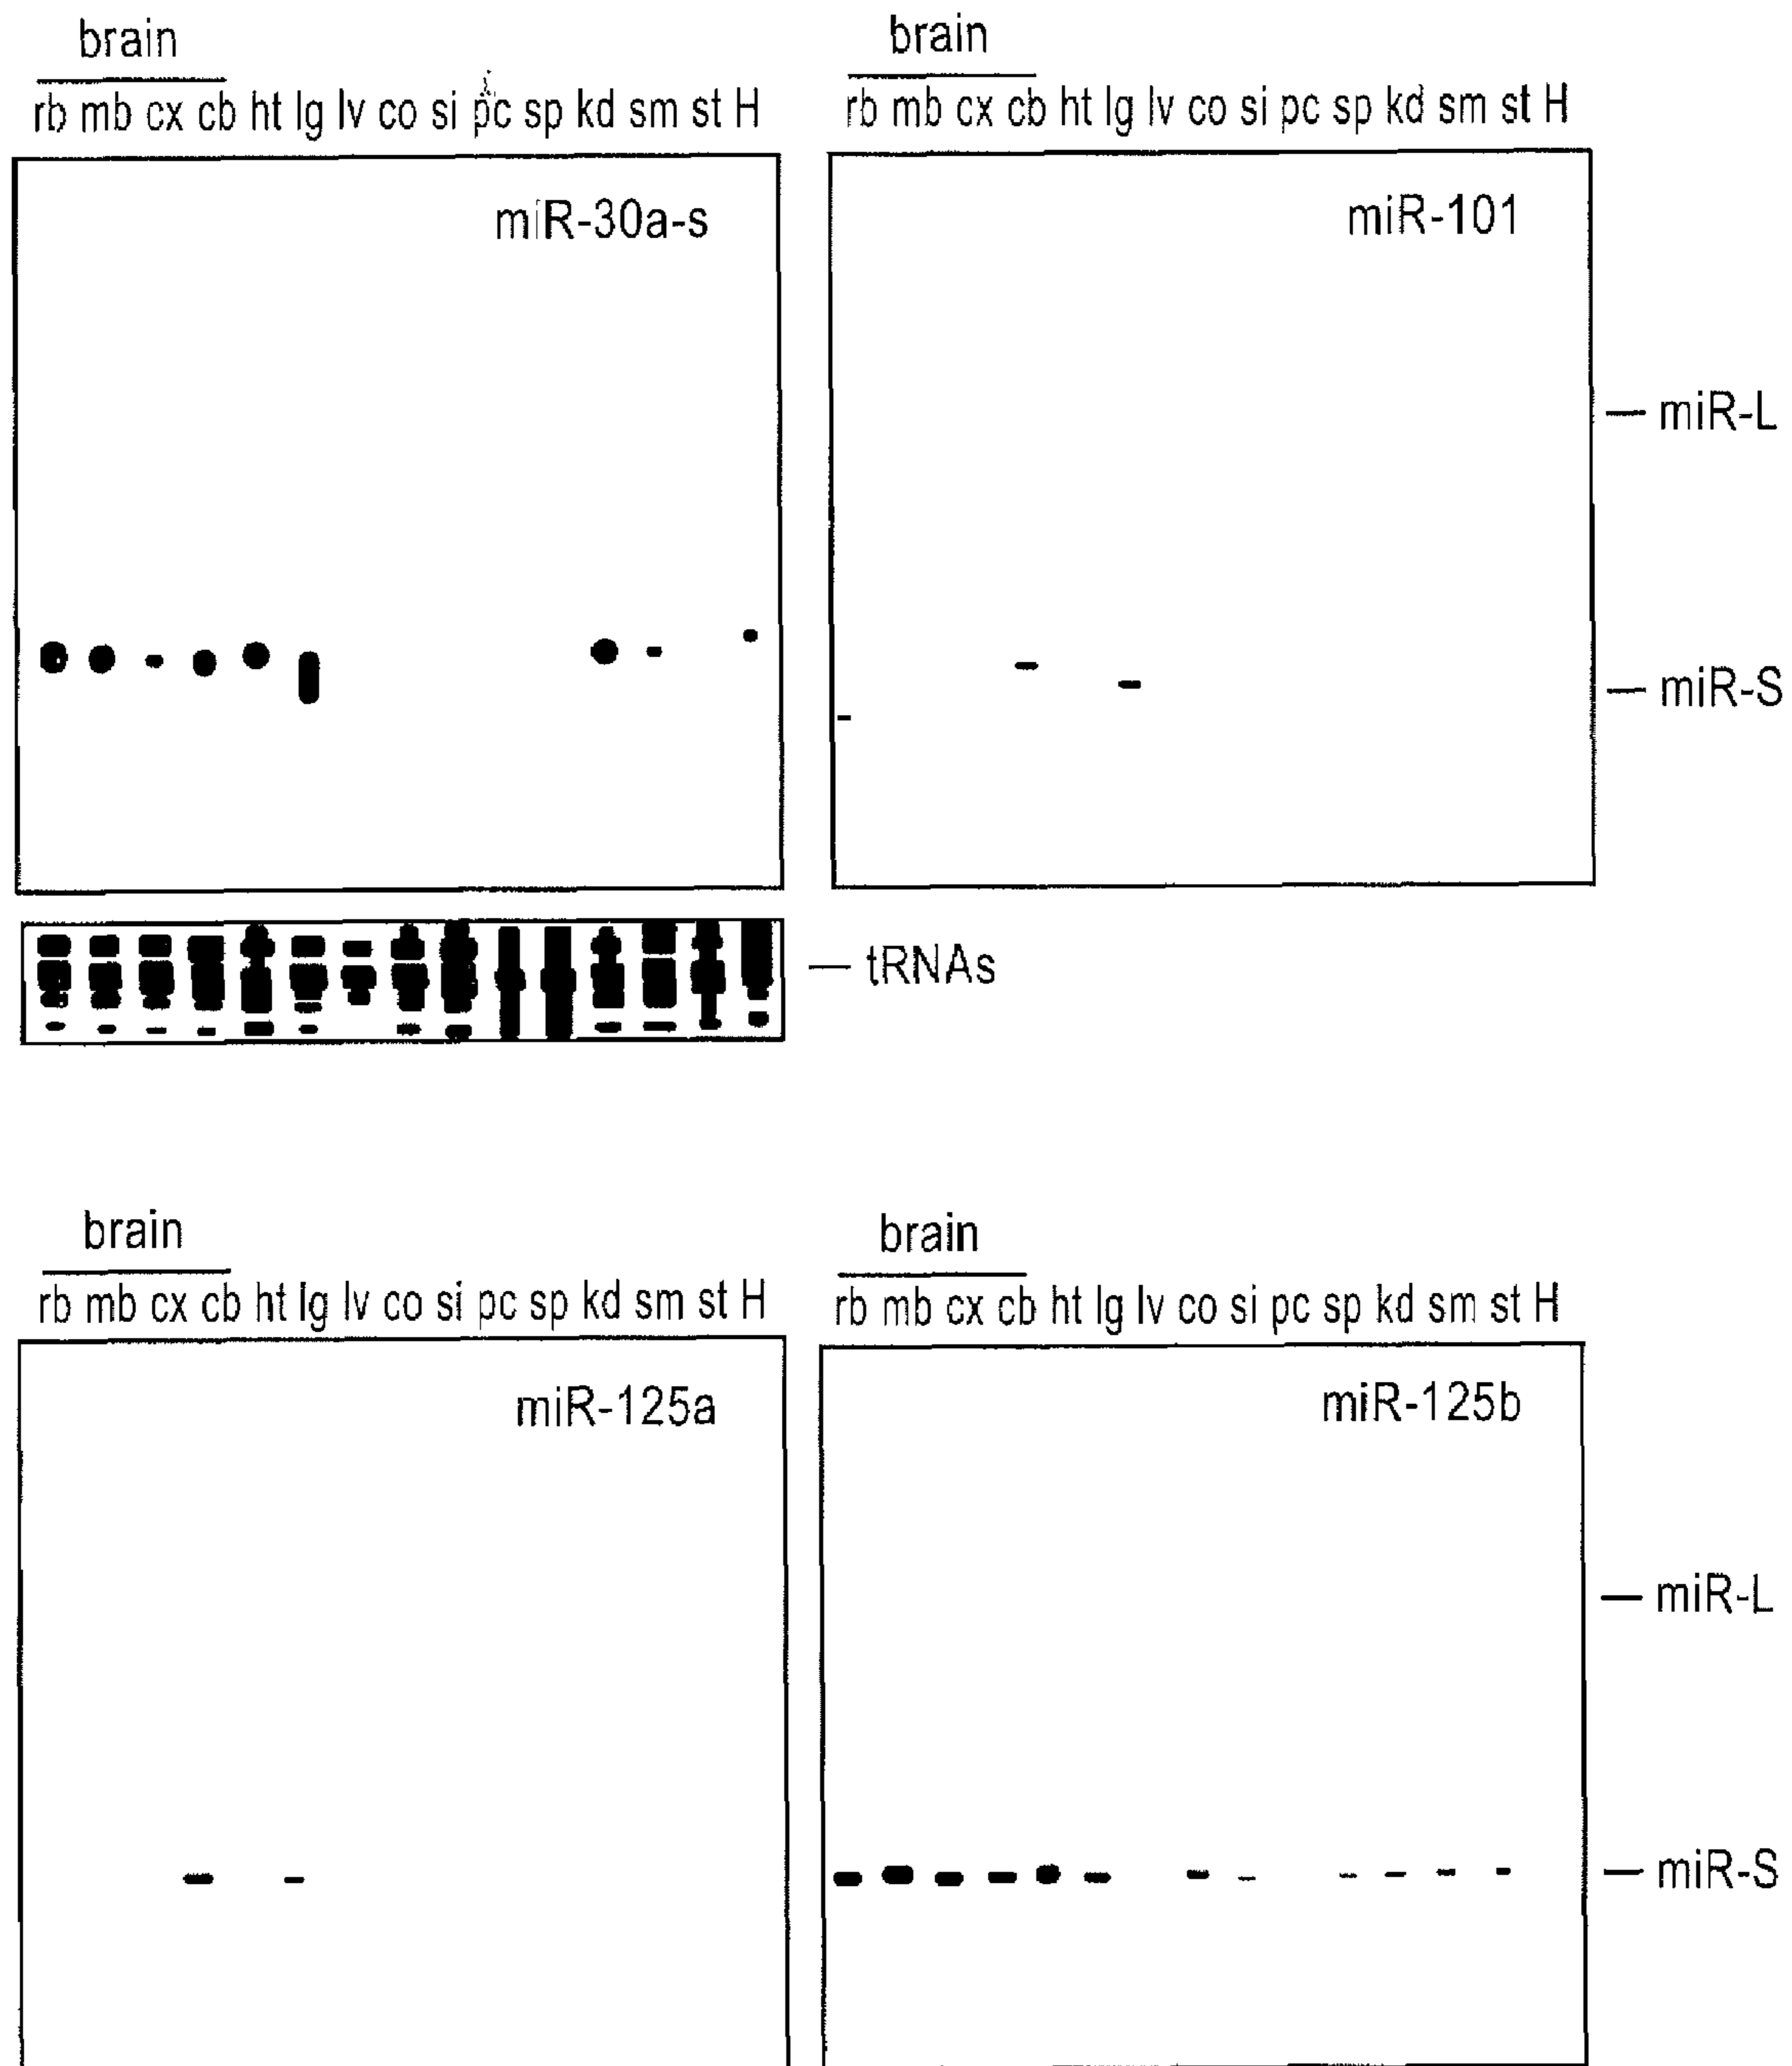 brain brain
rb mb cx cb ht lg lv co si pc sp kd sm st H rb mb cx cb ht lg lv co si pc sp kd sm st H
miR-30a-s miR-101
— miR-L
— miR-S
— tRNAs
brain brain
rb mb cx cb ht lg lv co si pc sp kd sm st H rb mb cx cb ht lg lv co si pc sp kd sm st H
miR-125a miR-125b
— miR-L
— miR-S